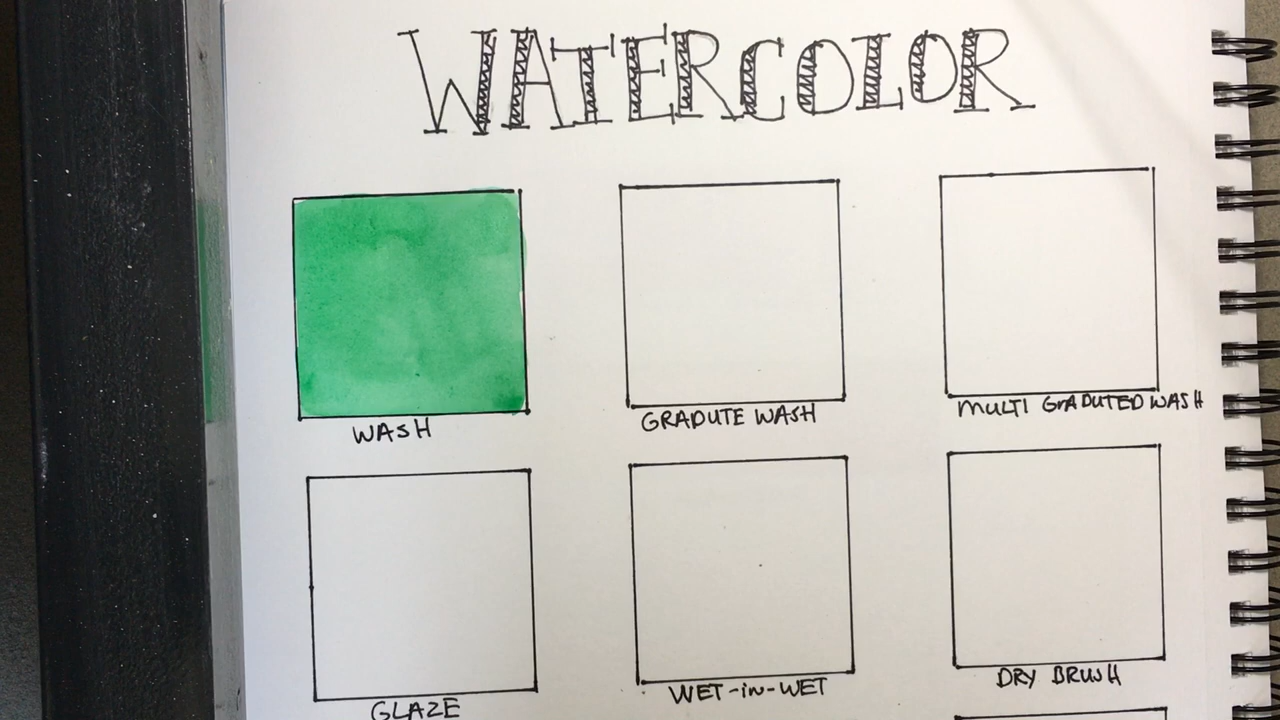 WATERCOLOR
WASH
GRADUTE WASH
MULTI GrADUTED WASH
GLAZE
WET-iN-WET
DRY BRUSH